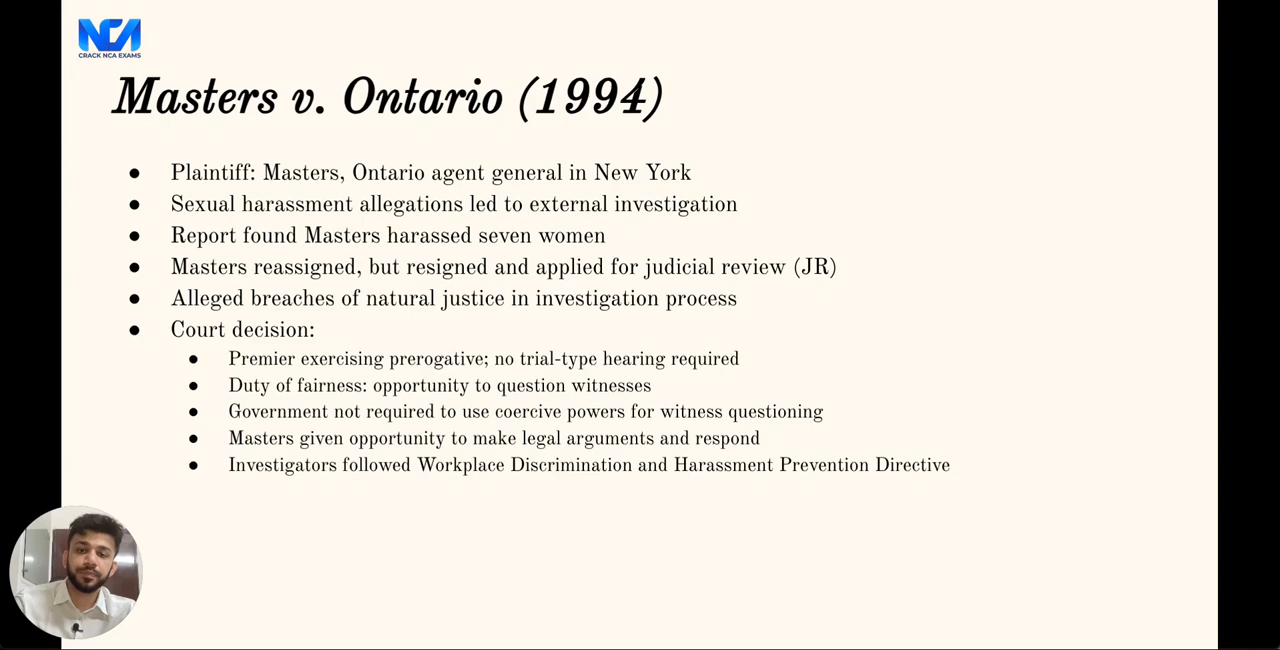 NCA
CRACK NCA EXAMS
Masters v. Ontario (1994)
● Plaintiff: Masters, Ontario agent general in New York
● Sexual harassment allegations led to external investigation
● Report found Masters harassed seven women
● Masters reassigned, but resigned and applied for judicial review (JR)
● Alleged breaches of natural justice in investigation process
● Court decision:
● Premier exercising prerogative; no trial-type hearing required
● Duty of fairness: opportunity to question witnesses
● Government not required to use coercive powers for witness questioning
● Masters given opportunity to make legal arguments and respond
● Investigators followed Workplace Discrimination and Harassment Prevention Directive